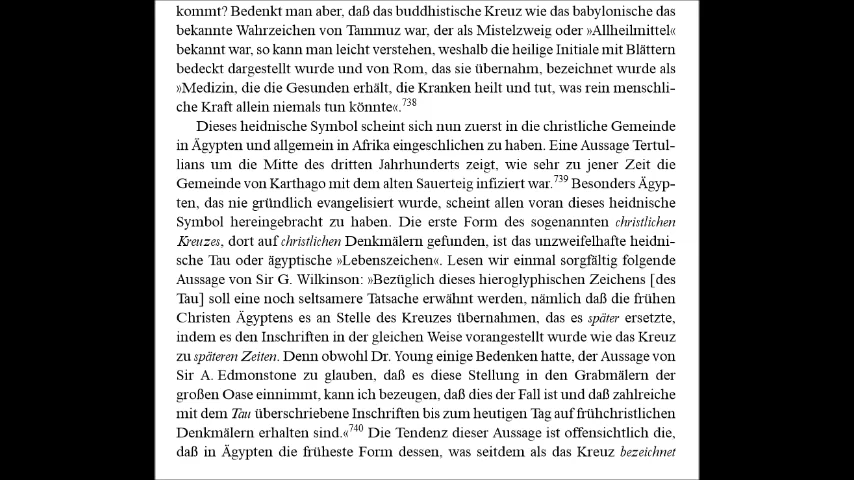 kommt? Bedenkt man aber, daß das buddhistische Kreuz wie das babylonische das
bekannte Wahrzeichen von Tammuz war, der als Mistelzweig oder »Allheilmittel«
bekannt war, so kann man leicht verstehen, weshalb die heilige Initiale mit Blättern
bedeckt dargestellt wurde und von Rom, das sie übernahm, bezeichnet wurde als
»Medizin, die die Gesunden erhält, die Kranken heilt und tut, was rein menschli-
che Kraft allein niemals tun könnte«.738
Dieses heidnische Symbol scheint sich nun zuerst in die christliche Gemeinde
in Ägypten und allgemein in Afrika eingeschlichen zu haben. Eine Aussage Tertul-
lians um die Mitte des dritten Jahrhunderts zeigt, wie sehr zu jener Zeit die
Gemeinde von Karthago mit dem alten Sauerteig infiziert war.739 Besonders Ägyp-
ten, das nie gründlich evangelisiert wurde, scheint allen voran dieses heidnische
Symbol hereingebracht zu haben. Die erste Form des sogenannten christlichen
Kreuzes, dort auf christlichen Denkmälern gefunden, ist das unzweifelhafte heidni-
sche Tau oder ägyptische »Lebenszeichen«. Lesen wir einmal sorgfältig folgende
Aussage von Sir G. Wilkinson: »Bezüglich dieses hieroglyphischen Zeichens [des
Tau] soll eine noch seltsamere Tatsache erwähnt werden, nämlich daß die frühen
Christen Ägyptens es an Stelle des Kreuzes übernahmen, das es später ersetzte,
indem es den Inschriften in der gleichen Weise vorangestellt wurde wie das Kreuz
zu späteren Zeiten. Denn obwohl Dr. Young einige Bedenken hatte, der Aussage von
Sir A. Edmonstone zu glauben, daß es diese Stellung in den Grabmälern der
großen Oase einnimmt, kann ich bezeugen, daß dies der Fall ist und daß zahlreiche
mit dem Tau überschriebene Inschriften bis zum heutigen Tag auf frühchristlichen
Denkmälern erhalten sind.«740 Die Tendenz dieser Aussage ist offensichtlich die,
daß in Ägypten die früheste Form dessen, was seitdem als das Kreuz bezeichnet